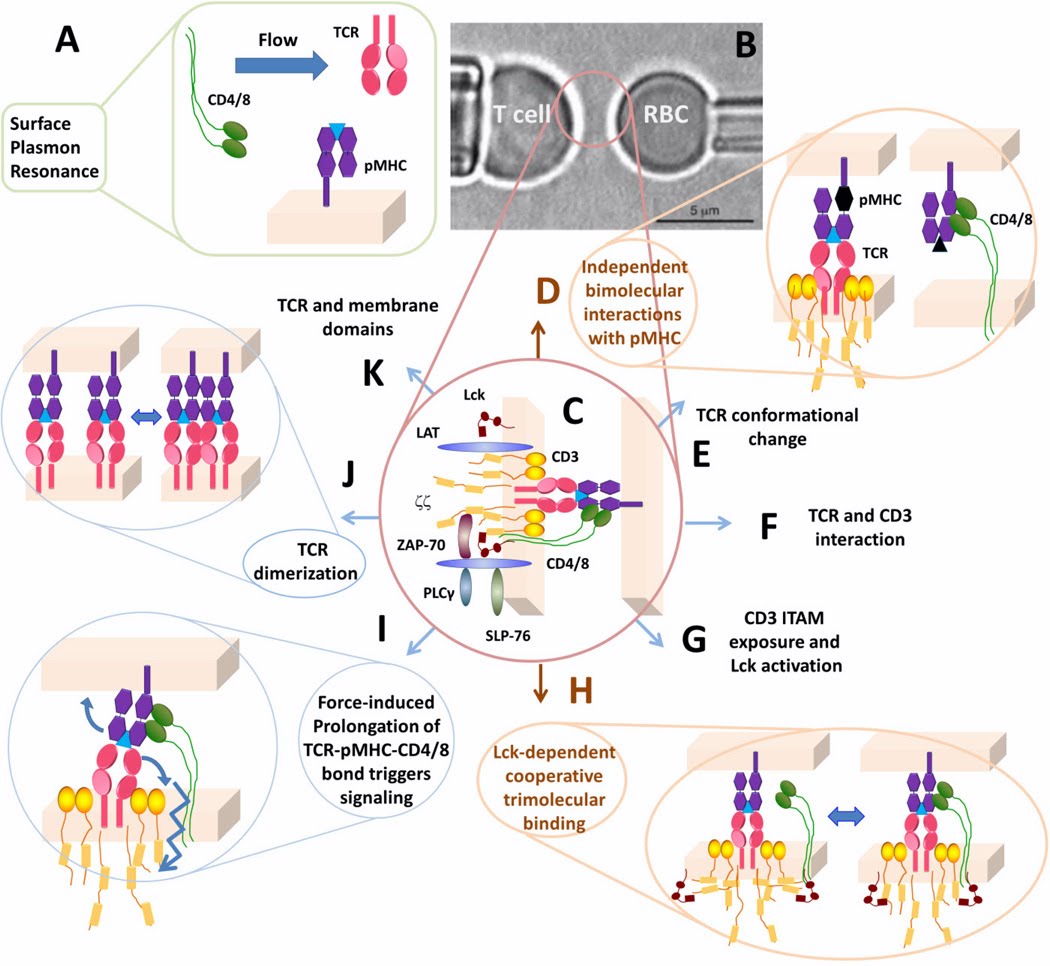 A
Flow
TCR
CD4/8
Surface
Plasmon
Resonance
pMHC
B
T cell
RBC
5 μm
pMHC
CD4/8
TCR
D
Independent
bimolecular
interactions
with pMHC
TCR and membrane
domains
K
C
Lck
LAT
CD3
ζζ
ZAP-70
CD4/8
PLCγ
SLP-76
TCR conformational
change
E
F
TCR and CD3
interaction
J
TCR
dimerization
I
G
CD3 ITAM
exposure and
Lck activation
H
Force-induced
Prolongation of
TCR-pMHC-CD4/8
bond triggers
signaling
Lck-dependent
cooperative
trimolecular
binding